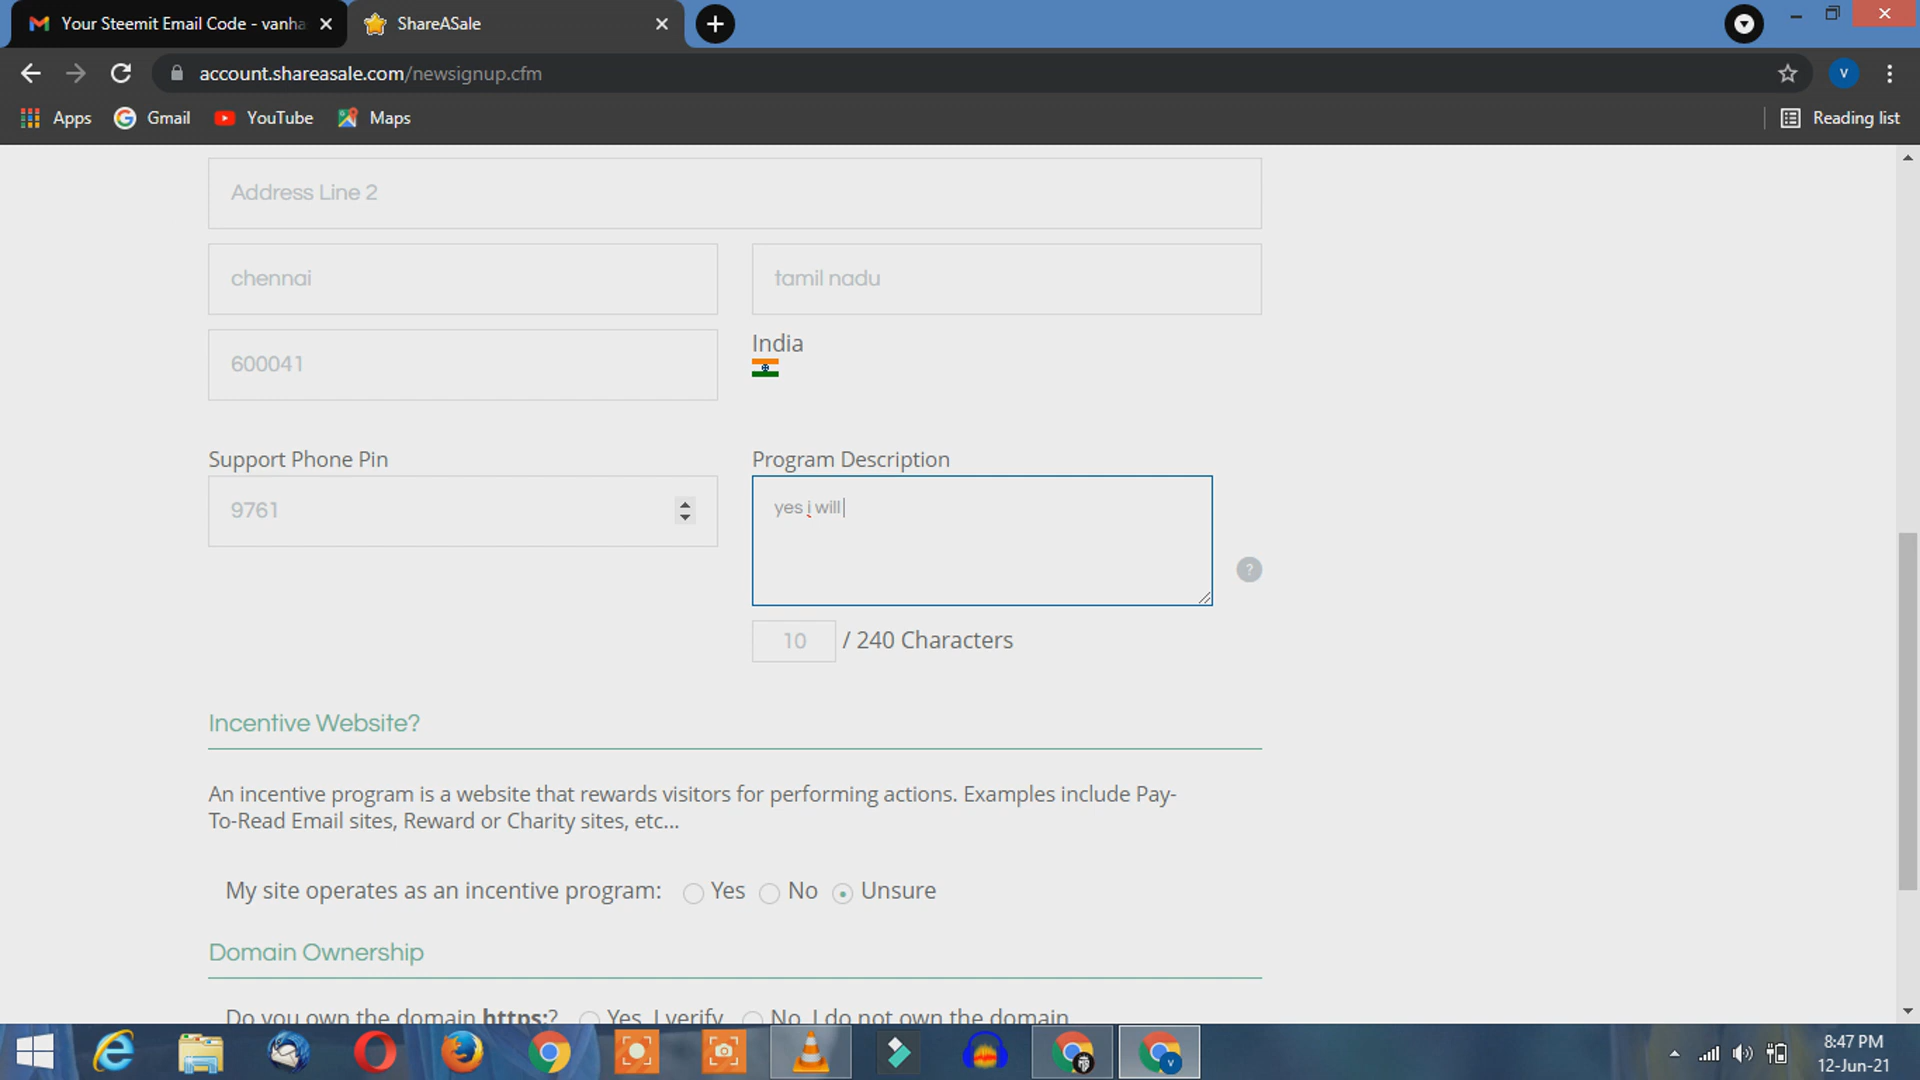 Your Steemit Email Code - vanha
ShareASale
account.shareasale.com/newsignup.cfm
V
Apps
Gmail
YouTube
Maps
Reading list
Address Line 2
chennai
tamil nadu
600041
India
Support Phone Pin
Program Description
9761
yes i will
?
10 / 240 Characters
Incentive Website?
An incentive program is a website that rewards visitors for performing actions. Examples include Pay-
To-Read Email sites, Reward or Charity sites, etc...
My site operates as an incentive program: Yes No Unsure
Domain Ownership
Do you own the domain https:? Yes, I verify No, I do not own the domain
8:47 PM
12-Jun-21